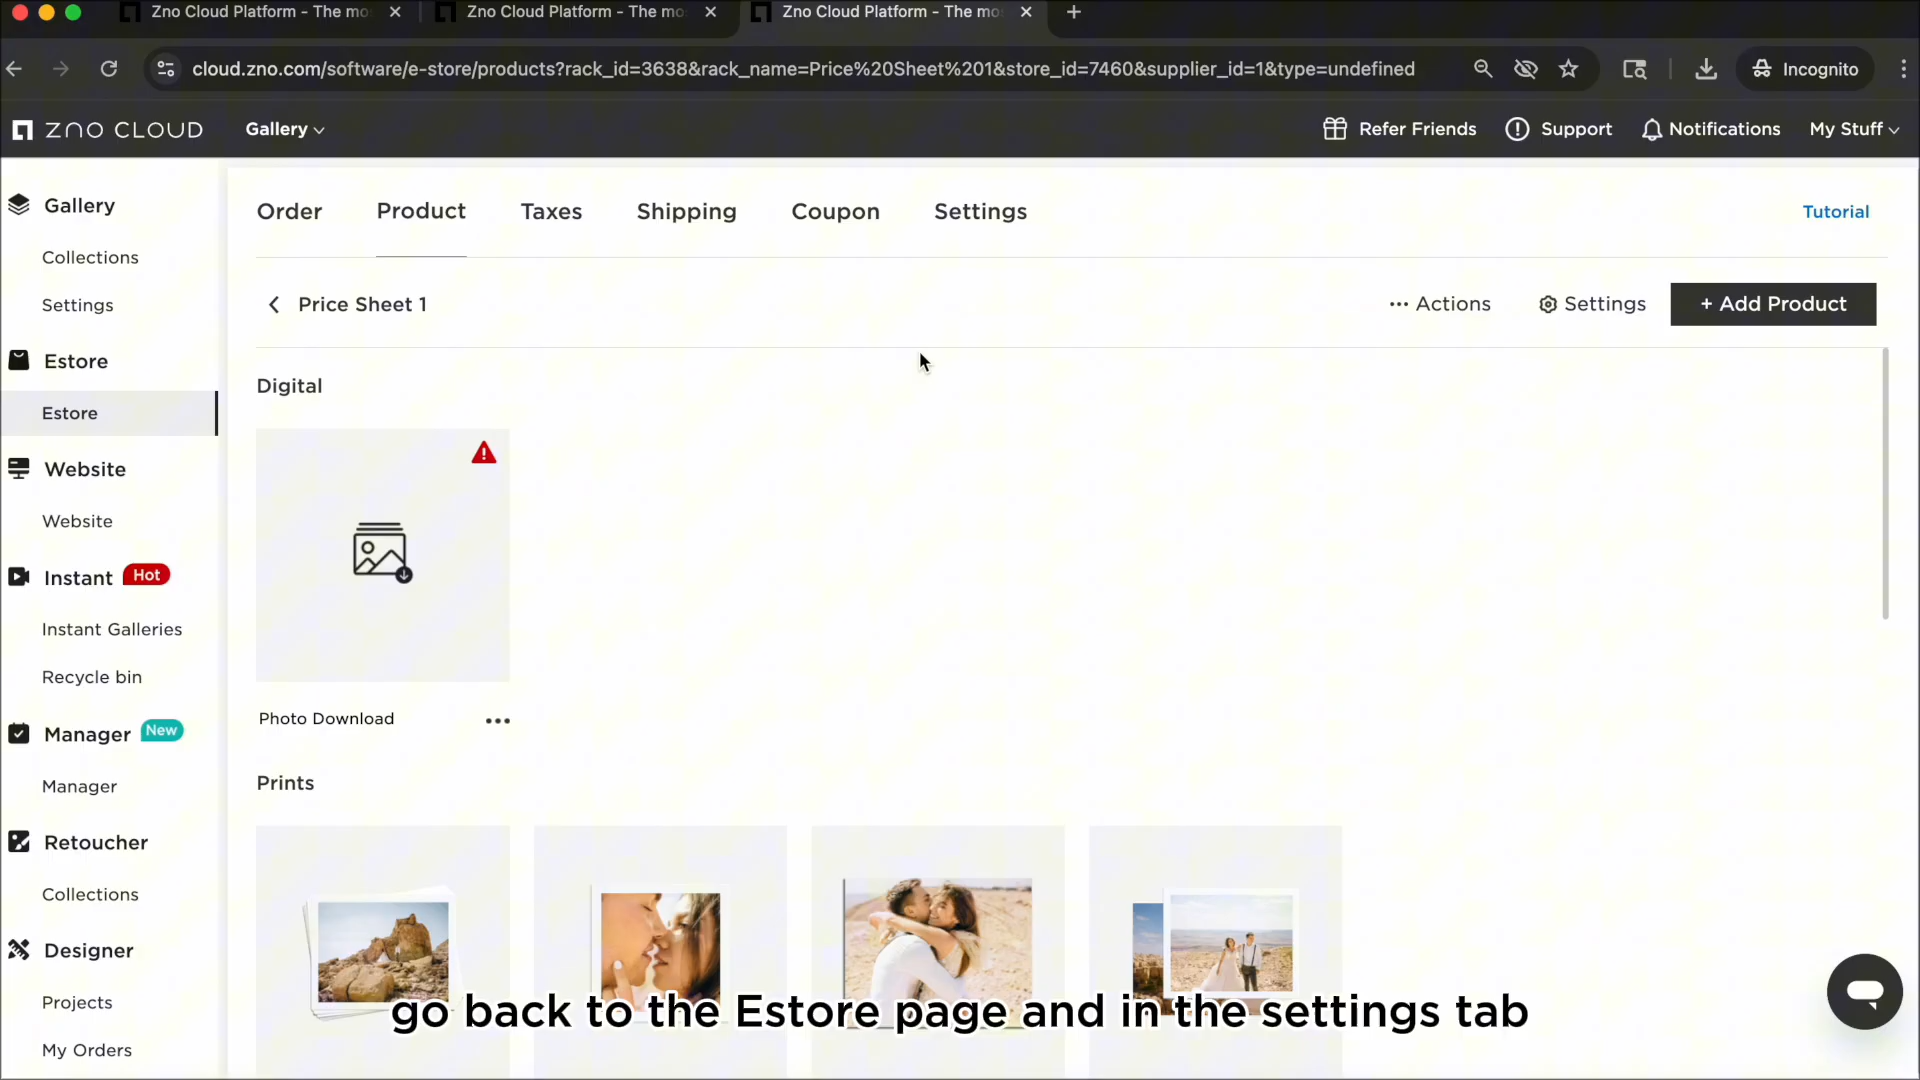 Zno Cloud Platform - The mo
Zno Cloud Platform - The mo
Zno Cloud Platform - The mo
cloud.zno.com/software/e-store/products?rack_id=3638&rack_name=Price%20Sheet%201&store_id=7460&supplier_id=1&type=undefined
Incognito
ZNO CLOUD
Gallery
Refer Friends
Support
Notifications
My Stuff
Gallery
Collections
Settings
Estore
Estore
Website
Website
Instant Hot
Instant Galleries
Recycle bin
Manager New
Manager
Retoucher
Collections
Designer
Projects
My Orders
Order
Product
Taxes
Shipping
Coupon
Settings
Tutorial
Price Sheet 1
Actions
Settings
+ Add Product
Digital
Photo Download
Prints
go back to the Estore page and in the settings tab